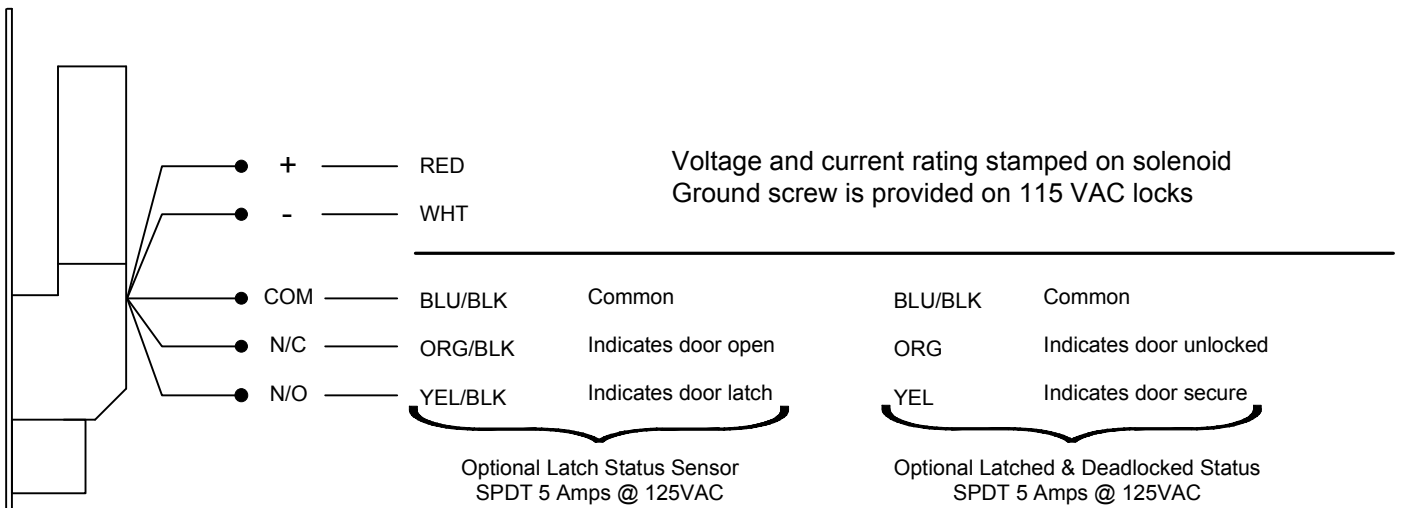 + RED
- WHT
Voltage and current rating stamped on solenoid
Ground screw is provided on 115 VAC locks
COM BLU/BLK Common BLU/BLK Common
N/C ORG/BLK Indicates door open ORG Indicates door unlocked
N/O YEL/BLK Indicates door latch YEL Indicates door secure
Optional Latch Status Sensor
SPDT 5 Amps @ 125VAC
Optional Latched & Deadlocked Status
SPDT 5 Amps @ 125VAC